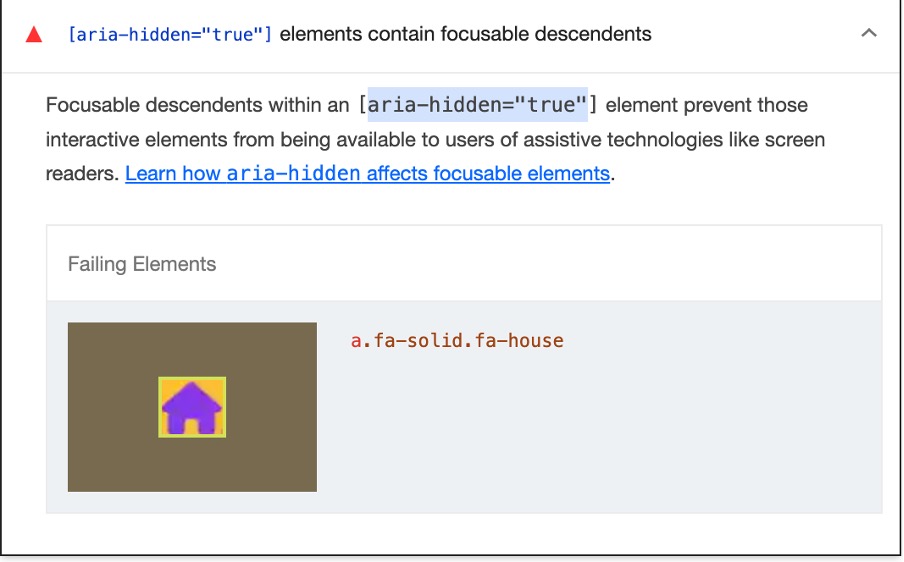 [aria-hidden="true"] elements contain focusable descendents
Focusable descendents within an [aria-hidden="true"] element prevent those
interactive elements from being available to users of assistive technologies like screen
readers. Learn how aria-hidden affects focusable elements.
Failing Elements
a.fa-solid.fa-house